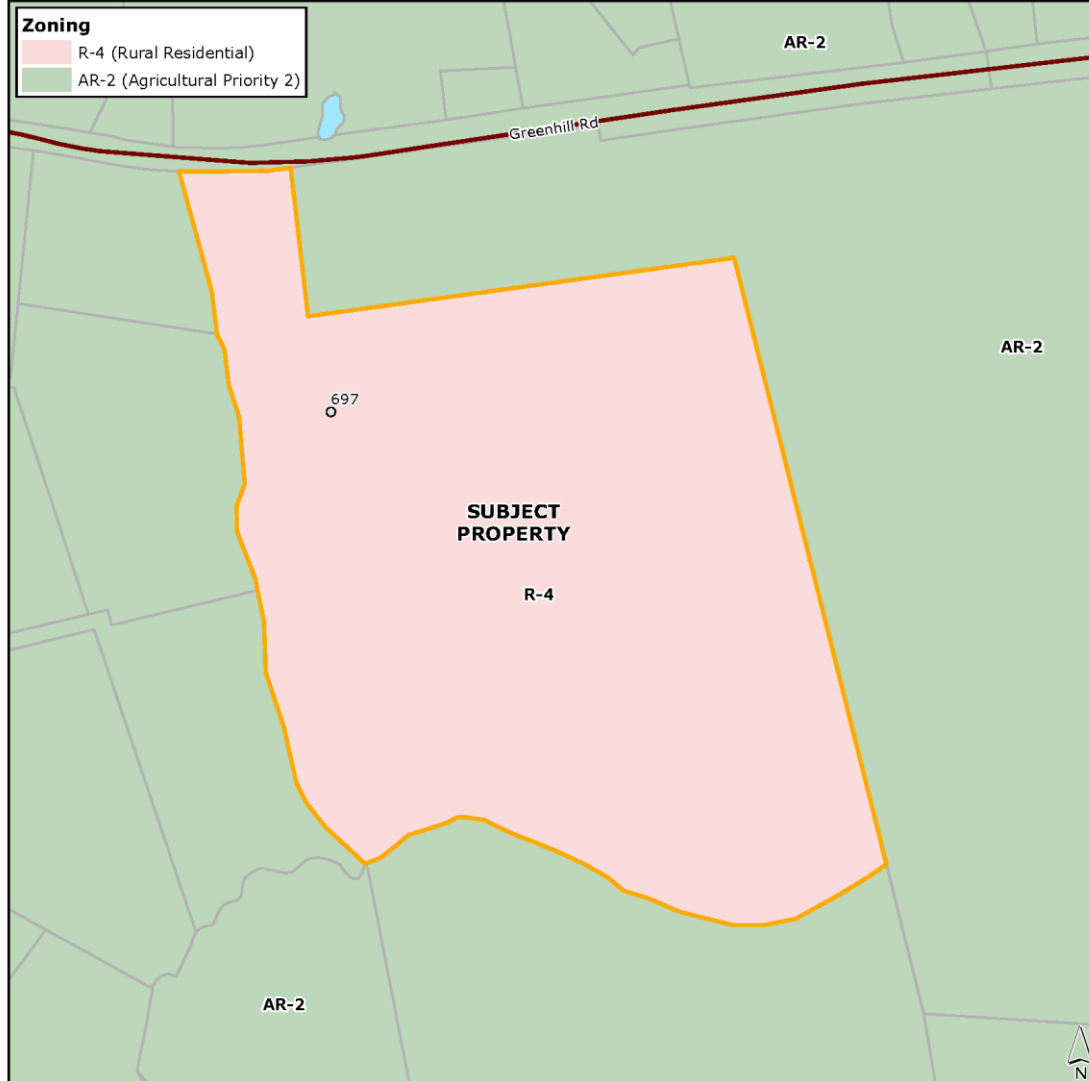 Zoning
R-4 (Rural Residential)
AR-2 (Agricultural Priority 2)
AR-2
Greenhill Rd
AR-2
697
SUBJECT
PROPERTY
R-4
AR-2
N